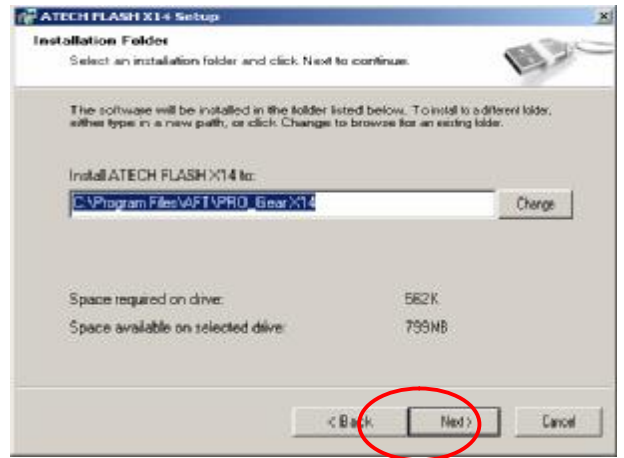 ATECH FLASH X14 Setup
Installation Folder
Select an installation folder and click Next to continue.
The software will be installed in the folder listed below. To install to a different folder,
either type in a new path, or click Change to browse for an existing folder.
Install ATECH FLASH X14 to:
C:\Program Files\AFT\PRO_Gear X14
Change
Space required on drive: 562K
Space available on selected drive: 799MB
< Back Next > Cancel